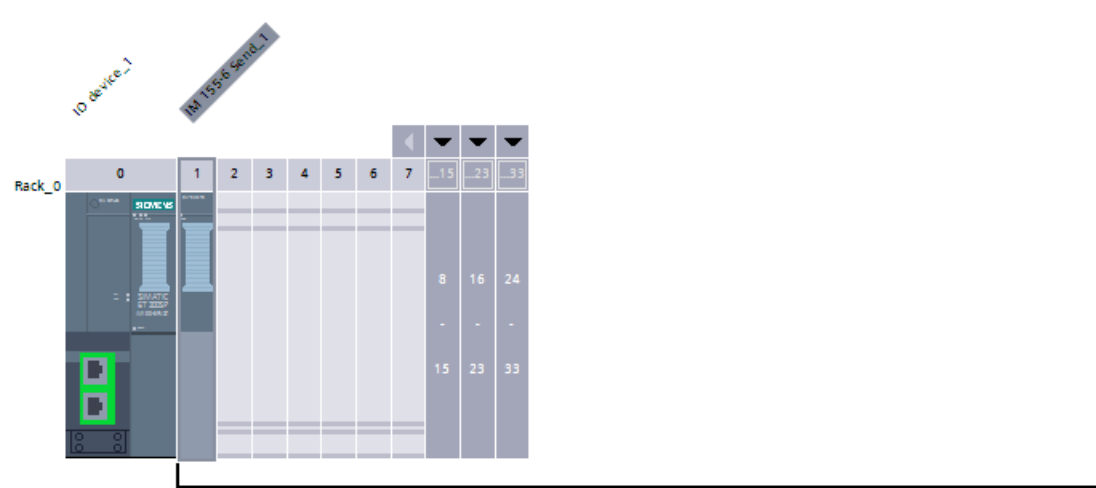 IO device_1
IM 155-6 Send_1
Rack_0
0 1 2 3 4 5 6 7 ...15 ...23 ...33
SIEMENS
SIMATIC
ET 200SP
8 16 24
- - -
15 23 33